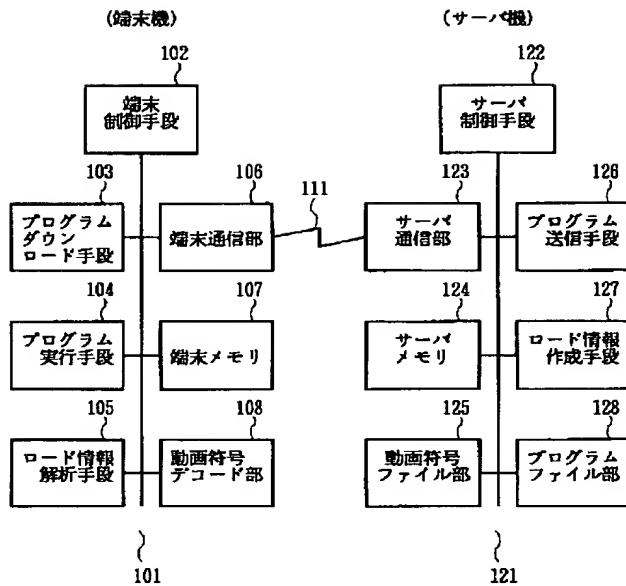 (端末機)
(サーバ機)
102
122
端末
制御手段
サーバ
制御手段
103
106
111
123
126
プログラム
ダウン
ロード手段
端末通信部
サーバ
通信部
プログラム
送信手段
104
107
124
127
プログラム
実行手段
端末メモリ
サーバ
メモリ
ロード情報
作成手段
105
108
125
128
ロード情報
解析手段
動画符号
デコード部
動画符号
ファイル部
プログラム
ファイル部
101
121